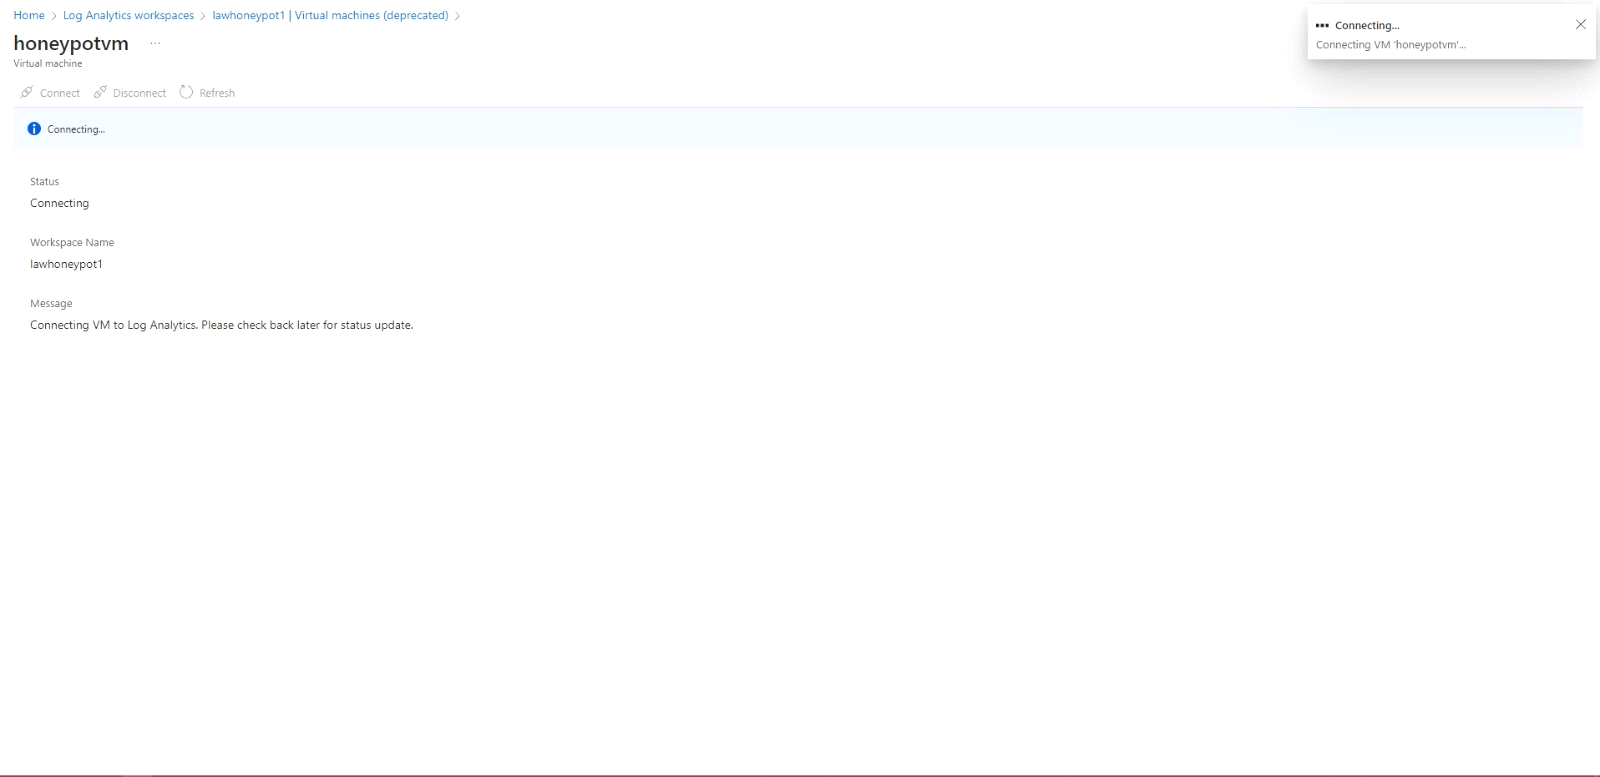 Home > Log Analytics workspaces > lawhoneypot1 | Virtual machines (deprecated) >
honeypotvm ...
Virtual machine
Connecting...
Connecting VM 'honeypotvm'...
Connect Disconnect Refresh
Connecting...
Status
Connecting
Workspace Name
lawhoneypot1
Message
Connecting VM to Log Analytics. Please check back later for status update.